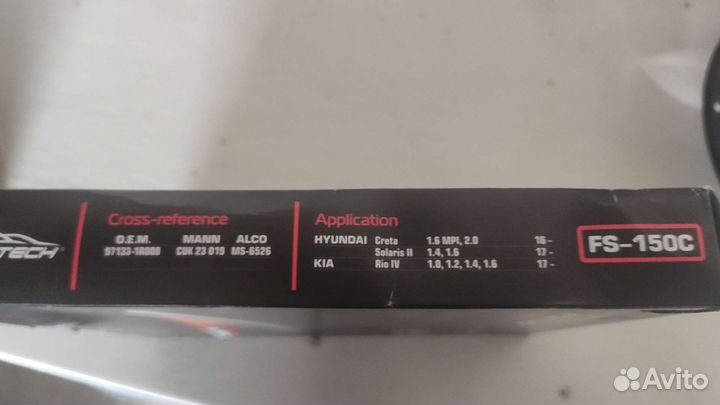 TECH®
Cross-reference
O.E.M. MANN ALCO
97133-1R000 CUK 23 019 MS-6526
Application
HYUNDAI Creta 1.6 MPI, 2.0 16-
Solaris II 1.4, 1.6 17-
KIA Rio IV 1.0, 1.2, 1.4, 1.6 17-
FS-150C
Avito